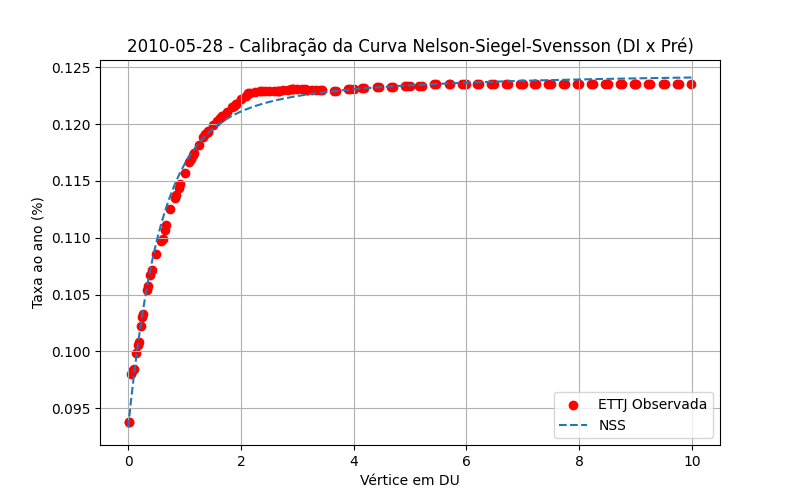 2010-05-28 - Calibração da Curva Nelson-Siegel-Svensson (DI x Pré)
0.125
0.120
0.115
0.110
0.105
0.100
0.095
Taxa ao ano (%)
ETTJ Observada
NSS
0 2 4 6 8 10
Vértice em DU